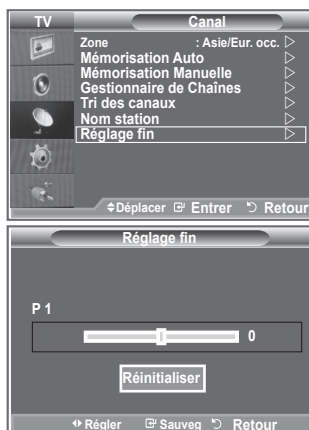 TV Canal
Zone : Asie/Eur. occ.
Mémorisation Auto
Mémorisation Manuelle
Gestionnaire de Chaînes
Tri des canaux
Nom station
Réglage fin
Déplacer Entrer Retour
Réglage fin
P 1
0
Réinitialiser
Régler Sauveg Retour